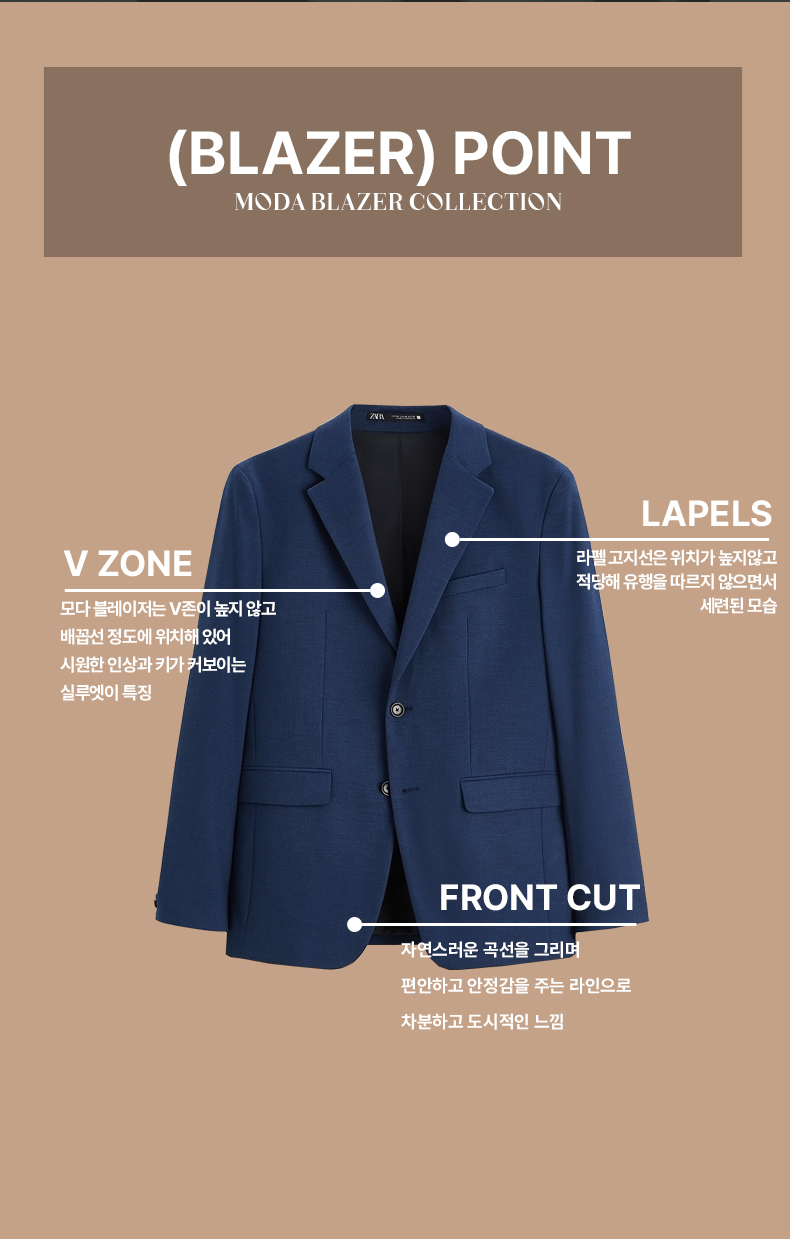 (BLAZER) POINT
MODA BLAZER COLLECTION
ZARA
LAPELS
라펠 고지선은 위치가 높지않고
적당해 유행을 따르지 않으면서
세련된 모습
V ZONE
모다 블레이저는 V존이 높지 않고
배꼽선 정도에 위치해 있어
시원한 인상과 키가 커보이는
실루엣이 특징
FRONT CUT
자연스러운 곡선을 그리며
편안하고 안정감을 주는 라인으로
차분하고 도시적인 느낌